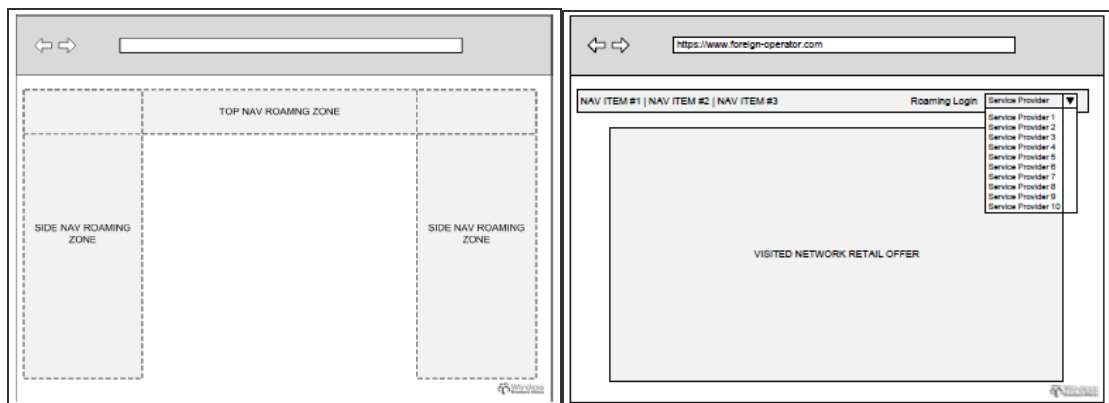 TOP NAV ROAMNG ZONE
SIDE NAV ROAMING
ZONE
SIDE NAV ROAMING
ZONE
Wireless
https://www.foreign-operator.com
NAV ITEM #1 | NAV ITEM #2 | NAV ITEM #3
Roaming Login
Service Provider
Service Provider 1
Service Provider 2
Service Provider 3
Service Provider 4
Service Provider 5
Service Provider 6
Service Provider 7
Service Provider 8
Service Provider 9
Service Provider 10
VISITED NETWORK RETAIL OFFER
Wireless